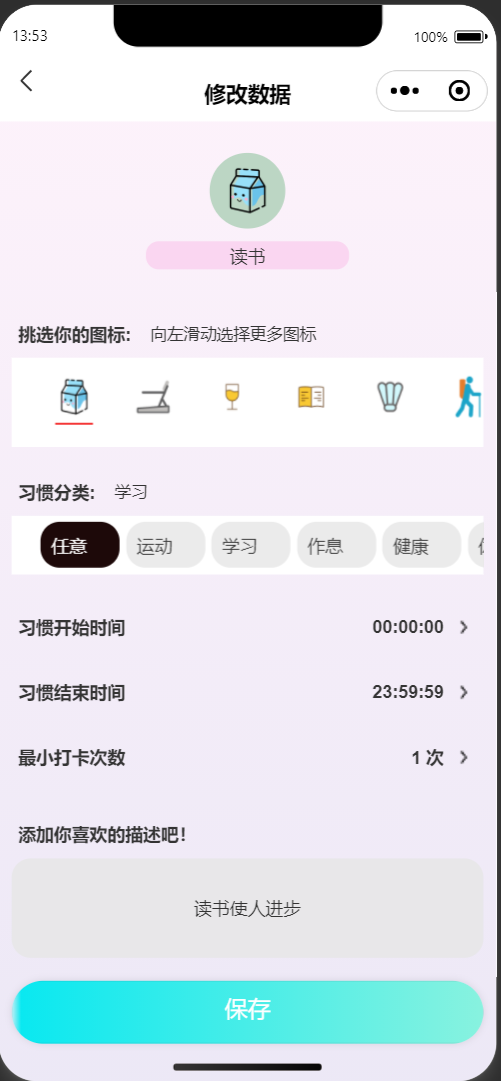 13:53 100%
修改数据
读书
挑选你的图标: 向左滑动选择更多图标
习惯分类: 学习
任意 运动 学习 作息 健康
习惯开始时间 00:00:00
习惯结束时间 23:59:59
最小打卡次数 1 次
添加你喜欢的描述吧!
读书使人进步
保存